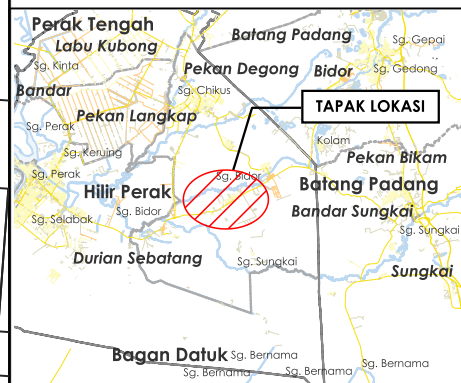 Perak Tengah
Batang Padang
Sg. Gepai
Labu Kubong
Sg. Kinta
Pekan Degong
Bidor
Sg. Gedong
Bandar
Sg. Chikus
TAPAK LOKASI
Pekan Langkap
Sg. Perak
Kolam
Sg. Keruing
Pekan Bikam
Sg. Perak
Sg. Bidor
Hilir Perak
Batang Padang
Sg. Selabak
Sg. Bidor
Bandar Sungkai
Sg. Sungkai
Durian Sebatang
Sg. Sungkai
Sungkai
Bagan Datuk
Sg. Bernama
Sg. Bernama
Sg. Bernama
Sg. Bernama